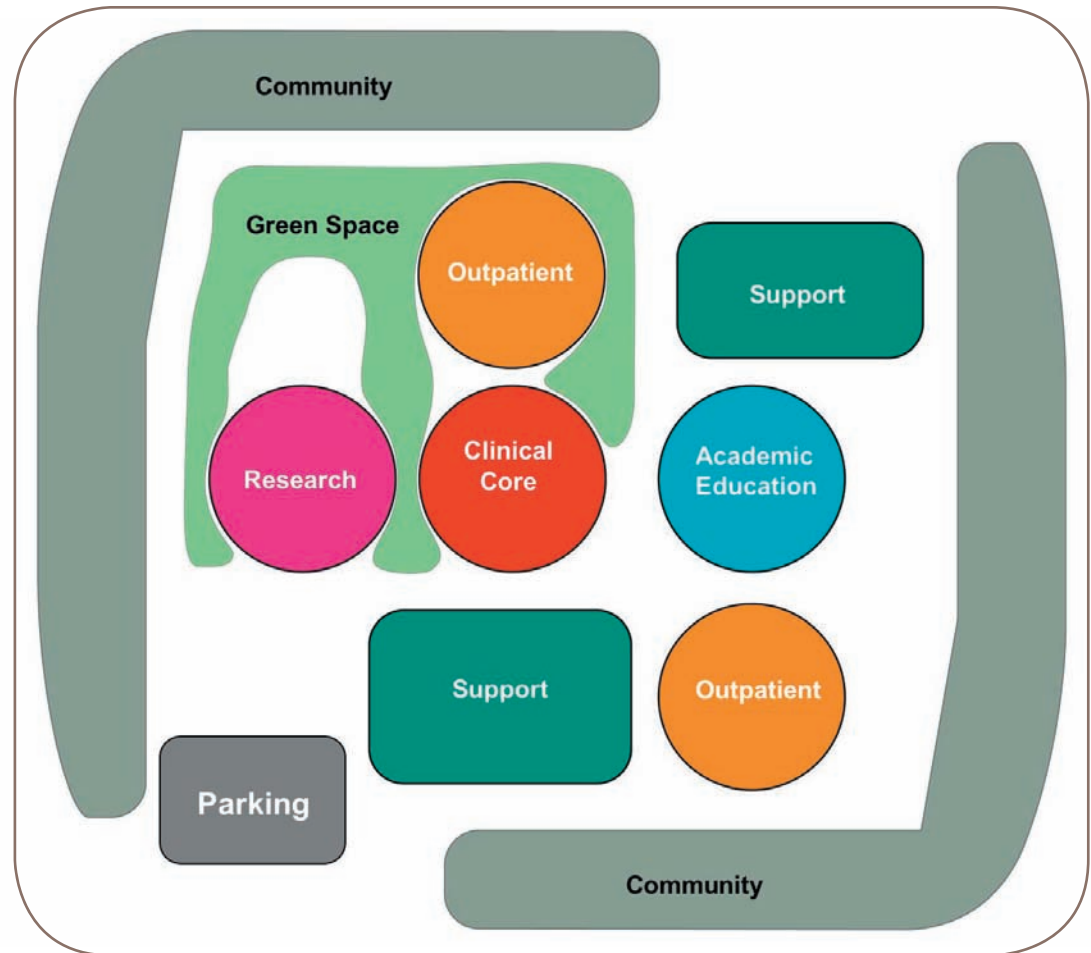 Community
Green Space
Outpatient
Support
Research
Clinical
Core
Academic
Education
Support
Outpatient
Parking
Community